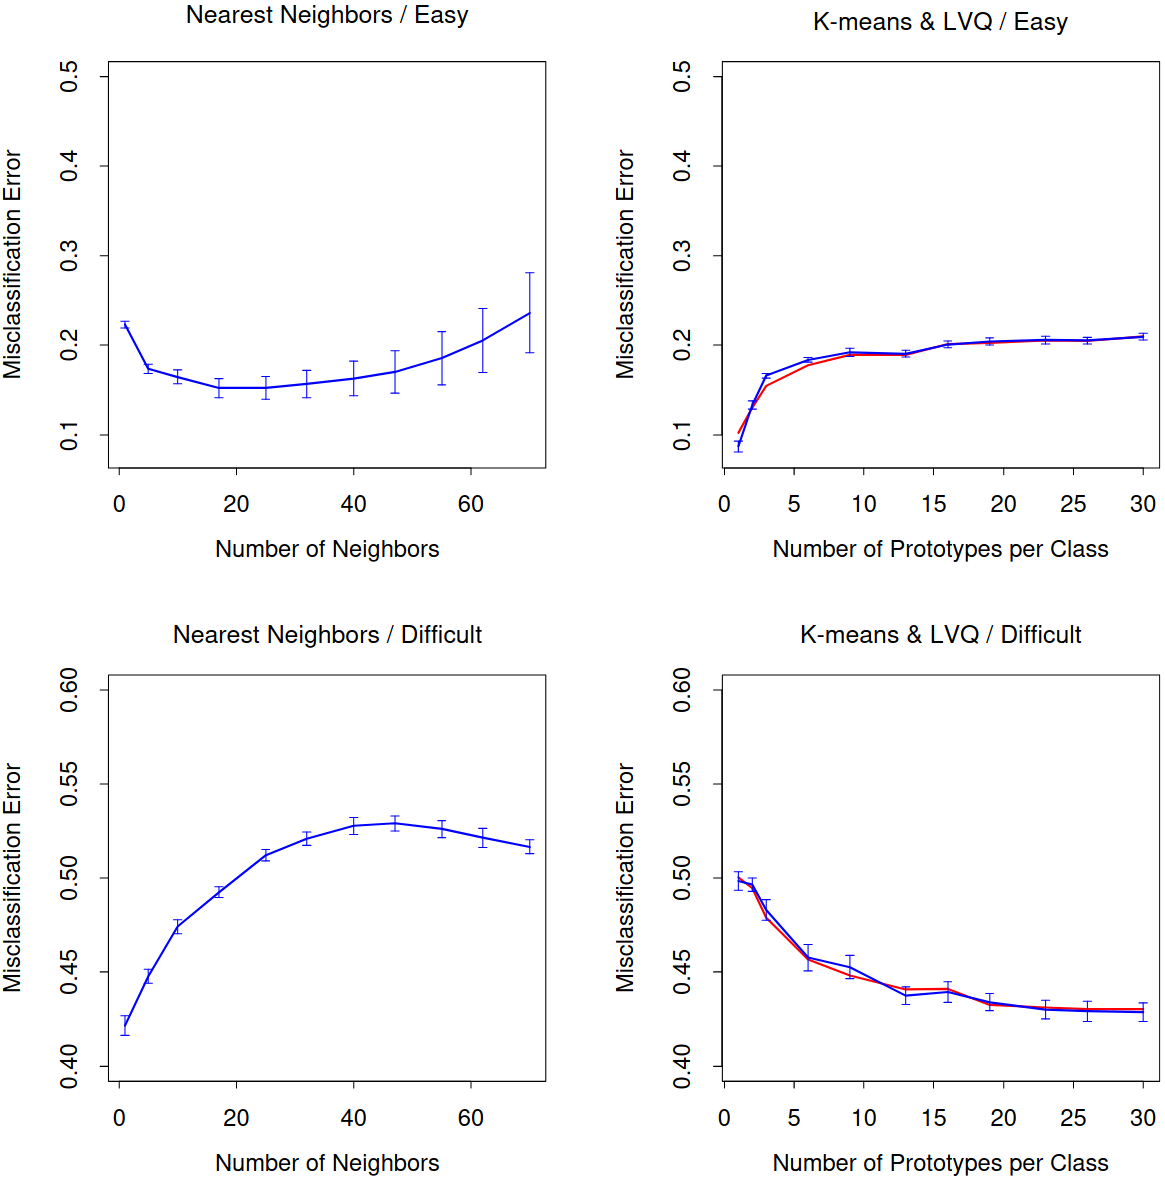 Nearest Neighbors / Easy
Misclassification Error
0.5
0.4
0.3
0.2
0.1
0 20 40 60
Number of Neighbors
K-means & LVQ / Easy
Misclassification Error
0.5
0.4
0.3
0.2
0.1
0 5 10 15 20 25 30
Number of Prototypes per Class
Nearest Neighbors / Difficult
Misclassification Error
0.60
0.55
0.50
0.45
0.40
0 20 40 60
Number of Neighbors
K-means & LVQ / Difficult
Misclassification Error
0.60
0.55
0.50
0.45
0.40
0 5 10 15 20 25 30
Number of Prototypes per Class